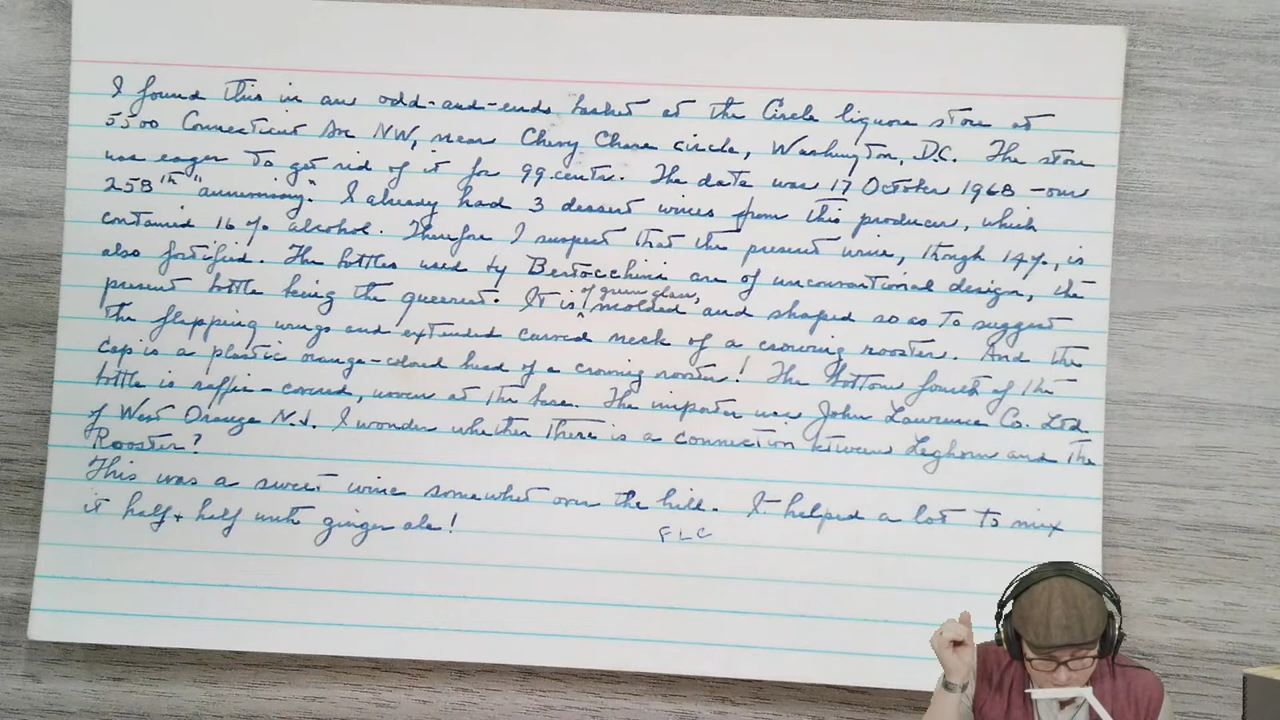 I found this in an odd-and-ends basket at the Circle liquor store at
5500 Connecticut Ave NW, near Chevy Chase circle, Washington, D.C. The store
was eager to get rid of it for 99 cents. The date was 17 October 1968 - our
258th "anniversary." I already had 3 dessert wines from this producer, which
contained 16% alcohol. Therefore I suspect that the present wine, though 14%, is
also fortified. The bottles used by Bertocchini are of unconventional design, the
present bottle being the queerest. It is of green glass, molded and shaped so as to suggest
the flapping wings and extended curved neck of a crowing rooster. And the
cap is a plastic orange-colored head of a crowing rooster! The bottom fourth of the
bottle is raffia-covered, woven at the base. The importer was John Lawrence Co. Ltd.
of West Orange N.J. I wonder whether there is a connection between Leghorn and the
Rooster?
This was a sweet wine somewhat over the hill. It helped a lot to mix
it half + half with ginger ale!
FLC